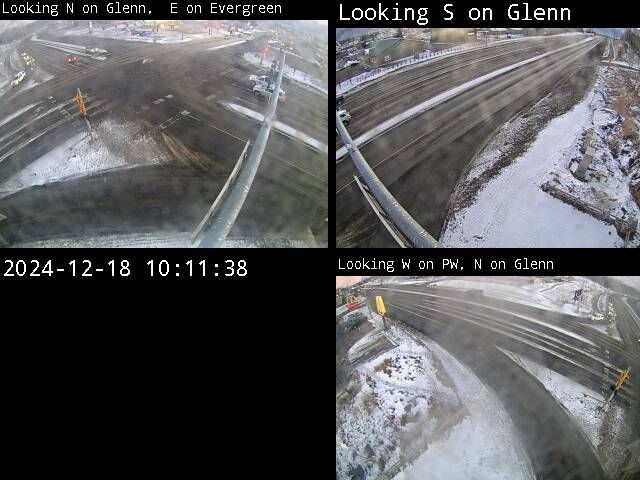 Looking N on Glenn,  E on Evergreen
Looking S on Glenn
2024-12-18 10:11:38
Looking W on PW, N on Glenn